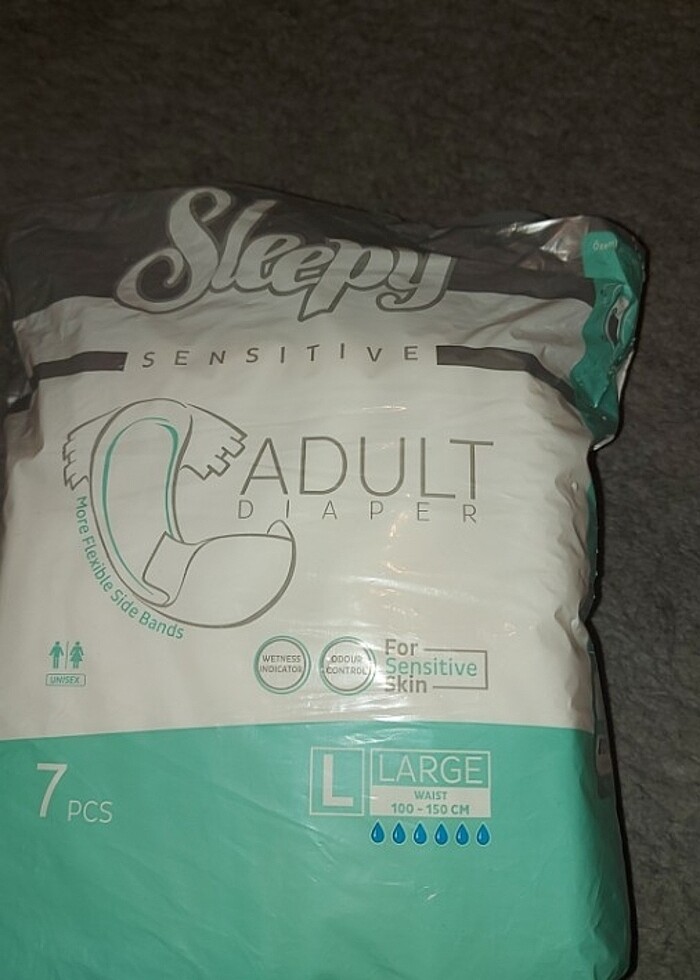 Sleepy
SENSITIVE
ADULT
DIAPER
More Flexible Side Bands
UNISEX
WETNESS
INDICATOR
ODOUR
CONTROL
For
Sensitive
Skin
7 PCS
L
LARGE
WAIST
100 - 150 CM